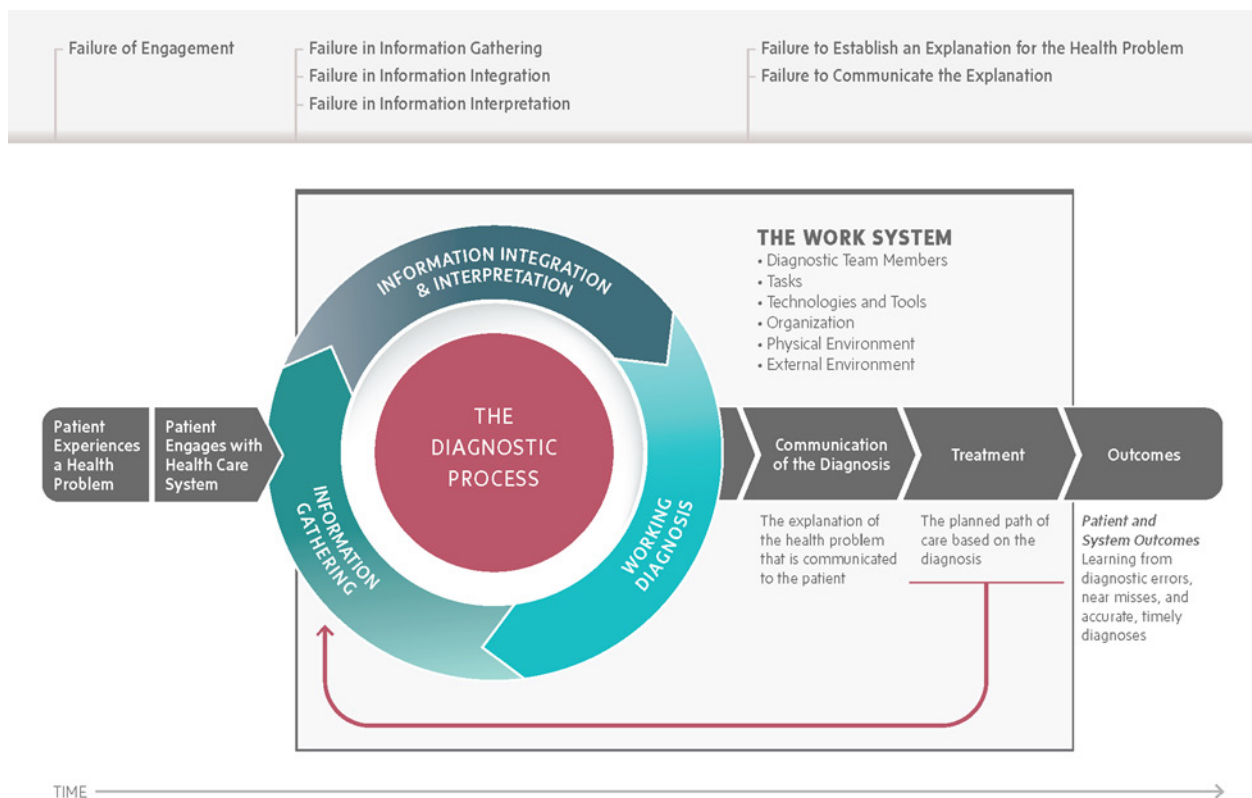 Failure of Engagement
Failure in Information Gathering
Failure in Information Integration
Failure in Information Interpretation
Failure to Establish an Explanation for the Health Problem
Failure to Communicate the Explanation
INFORMATION INTEGRATION
& INTERPRETATION
THE WORK SYSTEM
• Diagnostic Team Members
• Tasks
• Technologies and Tools
• Organization
• Physical Environment
• External Environment
Patient
Experiences
a Health
Problem
Patient
Engages with
Health Care
System
THE
DIAGNOSTIC
PROCESS
INFORMATION
GATHERING
WORKING
DIAGNOSIS
Communication
of the Diagnosis
Treatment
Outcomes
The explanation of
the health problem
that is communicated
to the patient
The planned path of
care based on the
diagnosis
Patient and
System Outcomes
Learning from
diagnostic errors,
near misses, and
accurate, timely
diagnoses
TIME